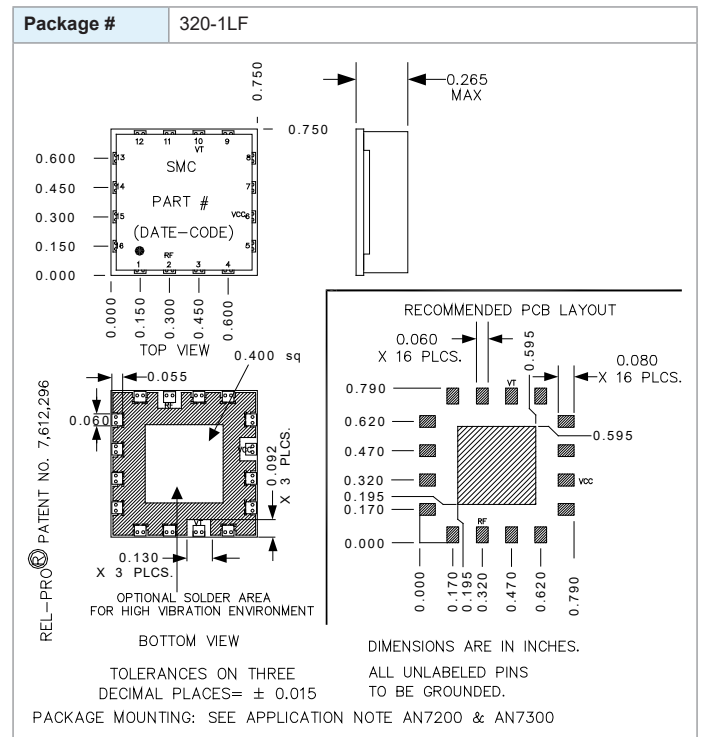 Package # 320-1LF
0.750
0.265
MAX
0.750
12 11 10 9
VT
13 8
SMC
14 7
PART #
15 VCC 6
(DATE-CODE)
16 5
RF
1 2 3 4
0.600
0.450
0.300
0.150
0.000
0.000
0.150
0.300
0.450
0.600
TOP VIEW
0.400 sq
0.055
0.060
RF
VCC
0.092
X 3 PLCS.
VT
0.130
X 3 PLCS.
OPTIONAL SOLDER AREA
FOR HIGH VIBRATION ENVIRONMENT
BOTTOM VIEW
REL-PRO® PATENT NO. 7,612,296
RECOMMENDED PCB LAYOUT
0.060
X 16 PLCS.
0.595
0.080
X 16 PLCS.
0.790
VT
0.620
0.595
0.470
0.320
VCC
0.195
0.170
RF
0.000
0.000
0.170
0.195
0.320
0.470
0.620
0.790
DIMENSIONS ARE IN INCHES.
ALL UNLABELED PINS
TO BE GROUNDED.
TOLERANCES ON THREE
DECIMAL PLACES= ± 0.015
PACKAGE MOUNTING: SEE APPLICATION NOTE AN7200 & AN7300